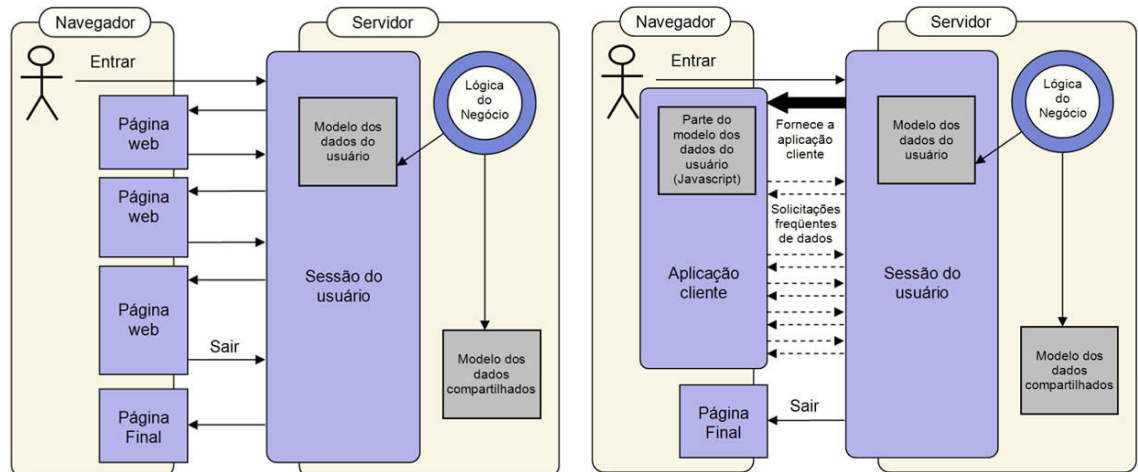 Navegador
Servidor
Entrar
Página
web
Página
web
Página
web
Sair
Página
Final
Modelo dos
dados do
usuário
Sessão do
usuário
Lógica
do
Negócio
Modelo dos
dados
compartilhados
Navegador
Servidor
Entrar
Parte do
modelo dos
dados do
usuário
(Javascript)
Aplicação
cliente
Fornece a
aplicação
cliente
Solicitações
freqüentes
de dados
Sair
Página
Final
Modelo dos
dados do
usuário
Sessão do
usuário
Lógica
do
Negócio
Modelo dos
dados
compartilhados